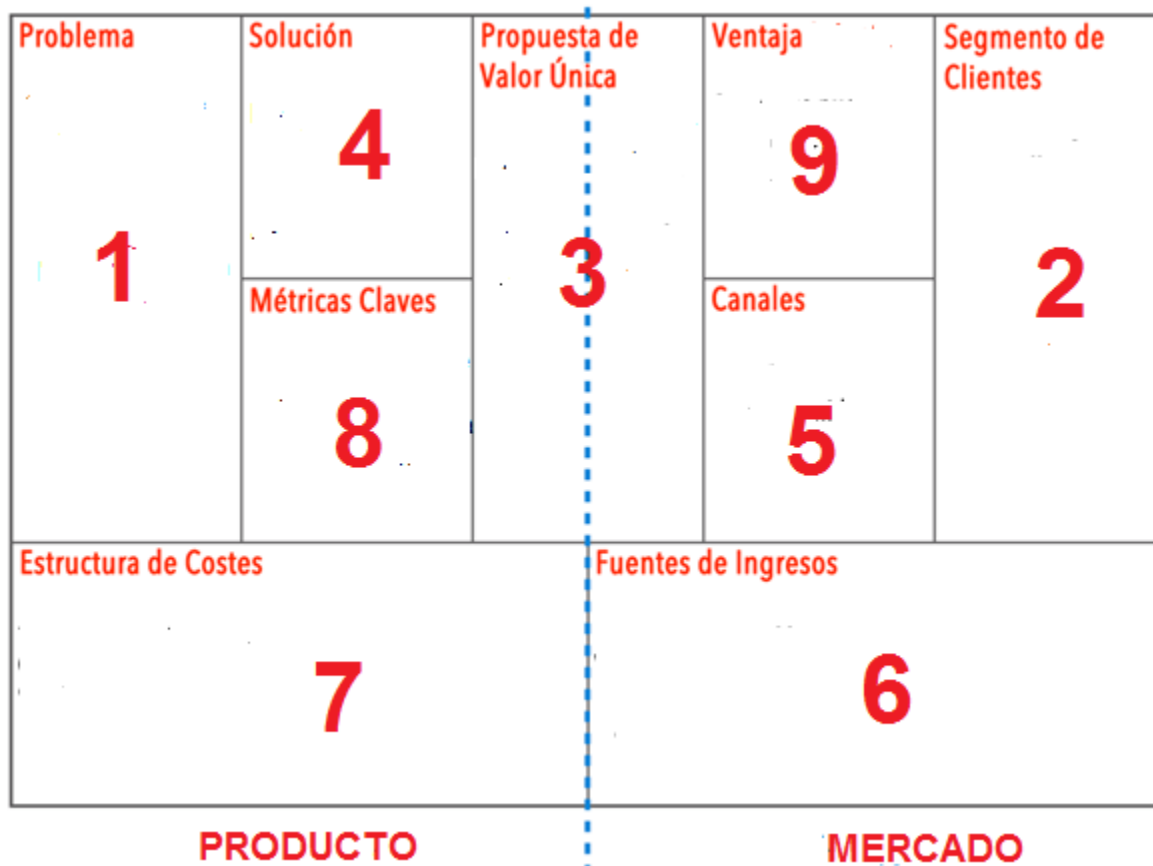 Problema
1
Solución
4
Métricas Claves
8
Propuesta de
Valor Única
3
Ventaja
9
Canales
5
Segmento de
Clientes
2
Estructura de Costes
7
Fuentes de Ingresos
6
PRODUCTO
MERCADO